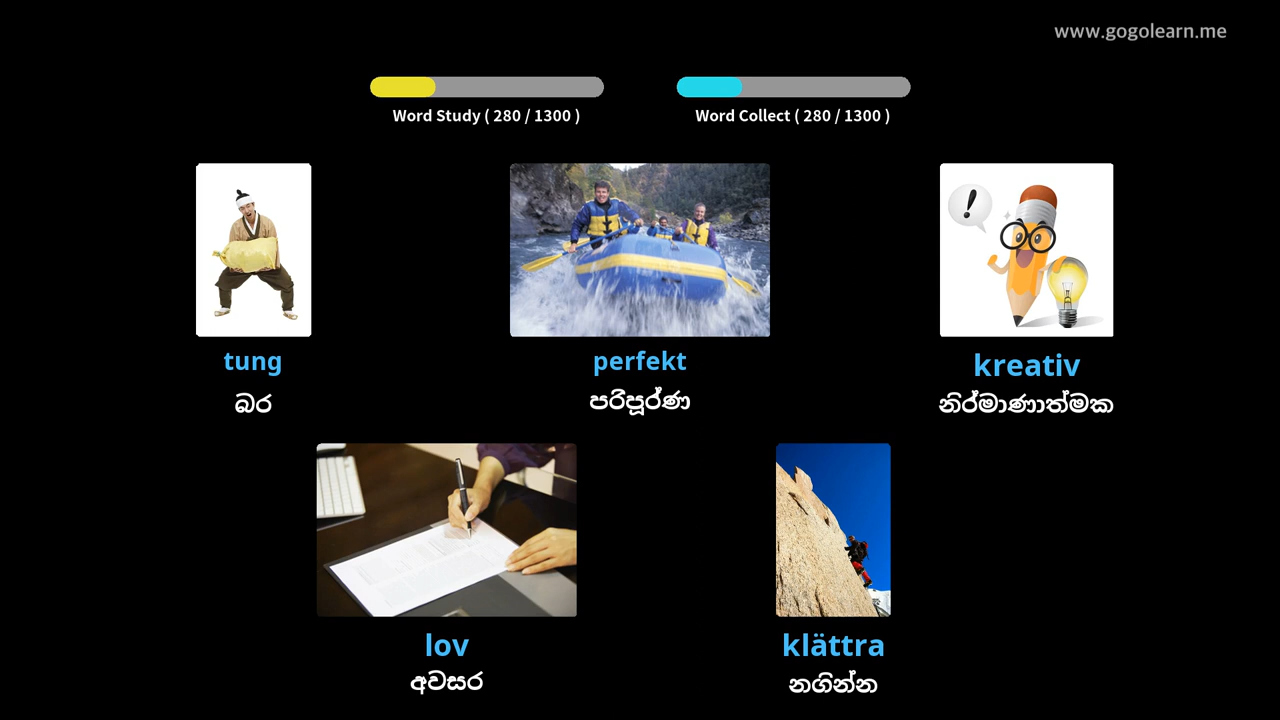 www.gogolearn.me
Word Study ( 280 / 1300 )
Word Collect ( 280 / 1300 )
tung
බර
perfekt
පරිපූර්ණ
kreativ
නිර්මාණාත්මක
lov
අවසර
klättra
නගින්න